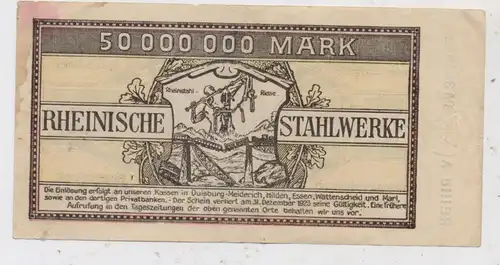 50 000 000 MARK
Rheinstahl- Riese
RHEINISCHE STAHLWERKE
Die Einlösung erfolgt an unseren Kassen in Duisburg-Meiderich, Hilden, Essen, Wattenscheid und Marl,
sowie an den dortigen Privatbanken.- Der Schein verliert am 31. Dezember 1923 seine Gültigkeit. Eine frühere
Aufrufung in den Tageszeitungen der oben genannten Orte behalten wir uns vor.